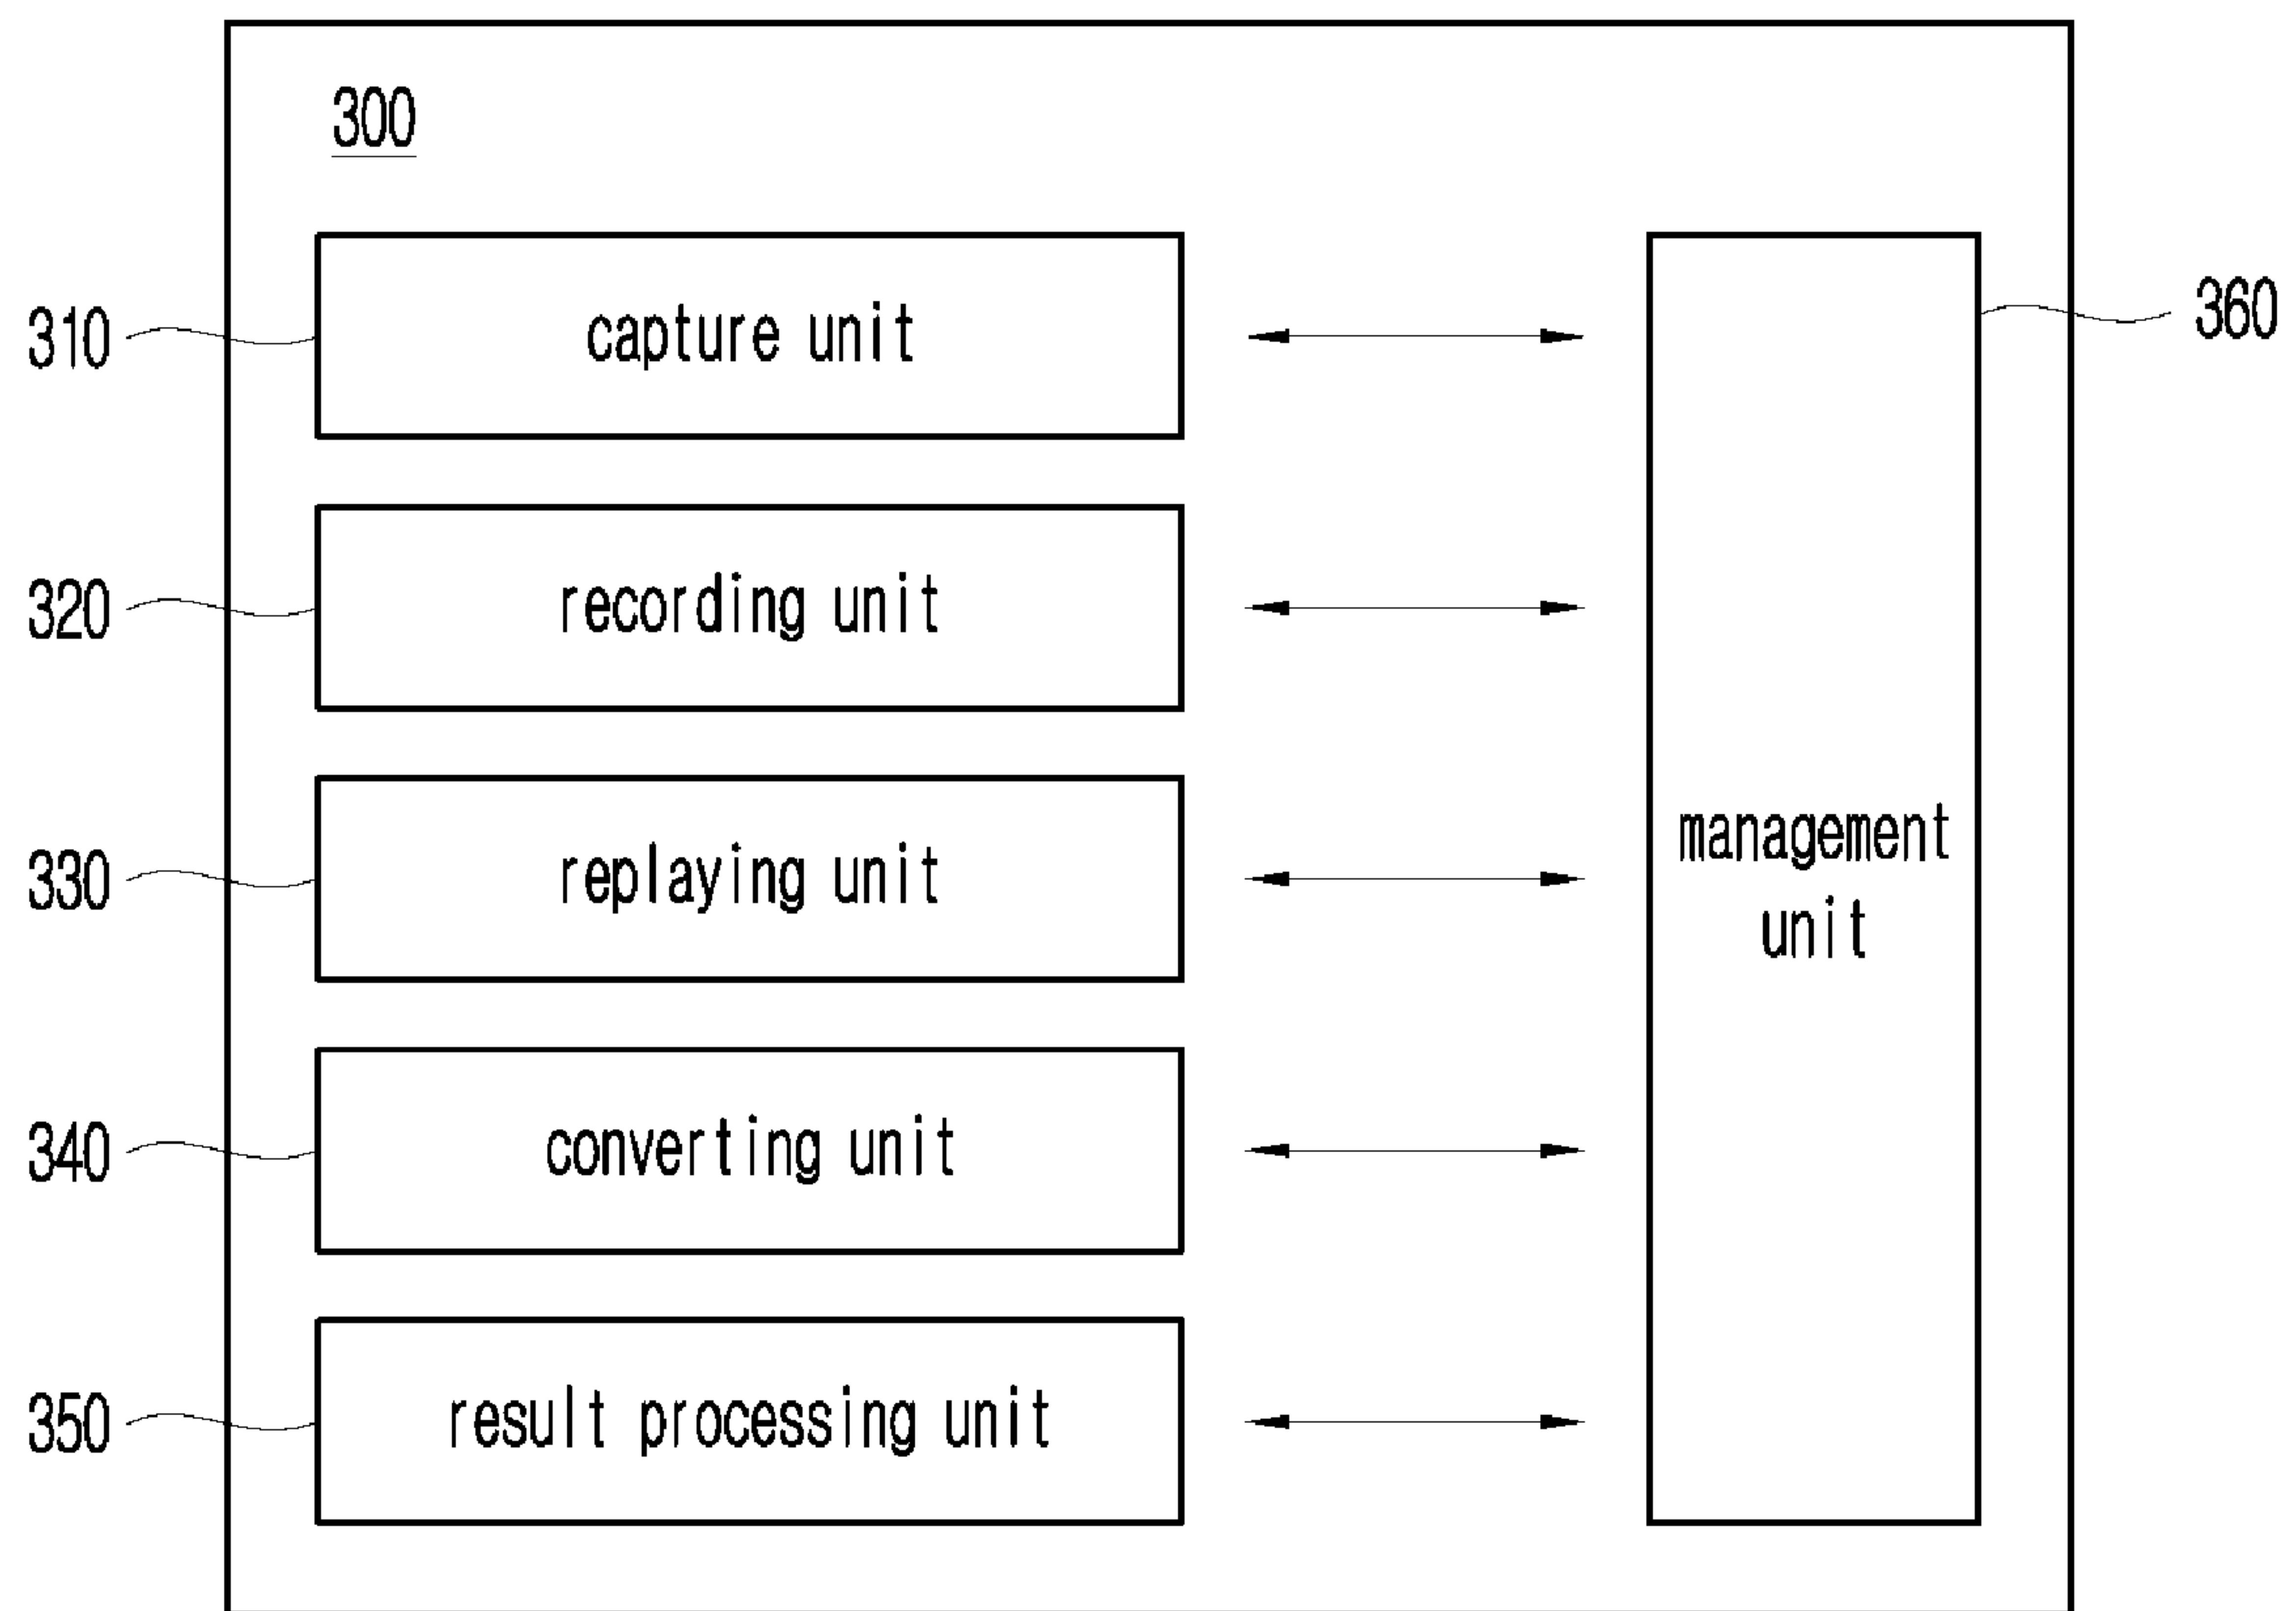 300
310
capture unit
360
320
recording unit
330
replaying unit
management
unit
340
converting unit
350
result processing unit